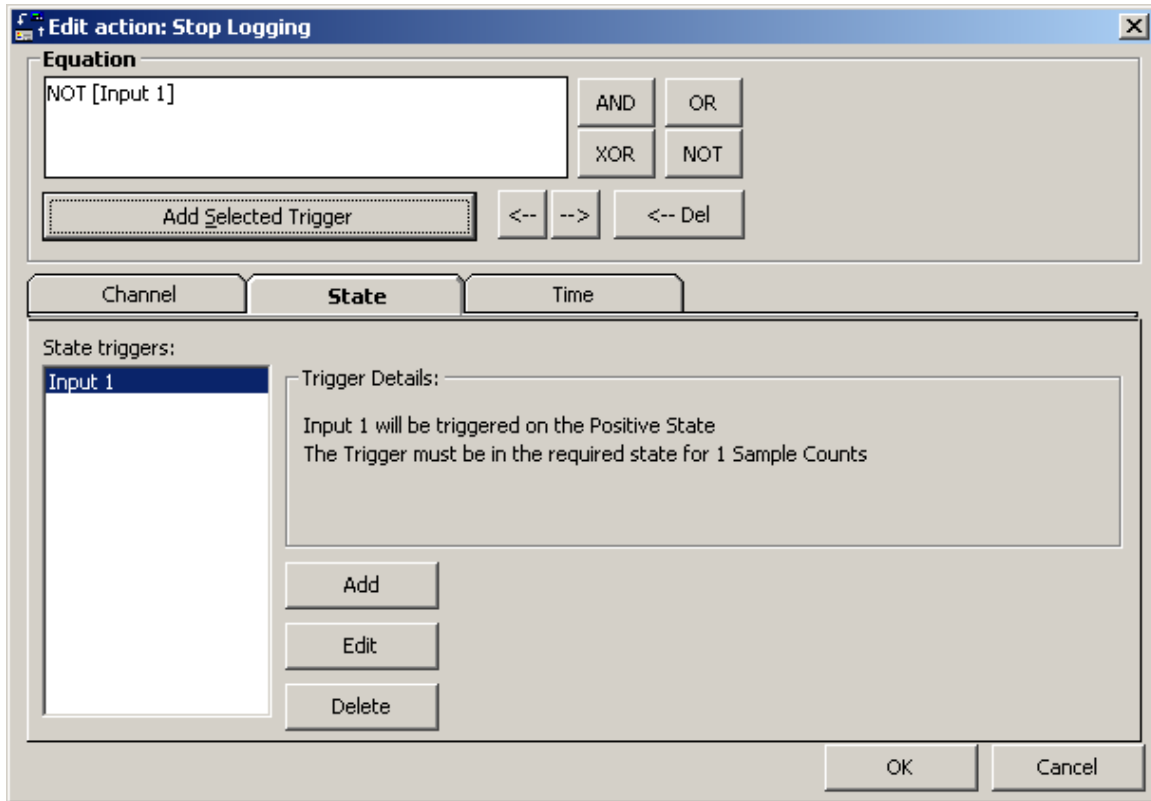 Edit action: Stop Logging
Equation
NOT [Input 1]
AND
OR
XOR
NOT
Add Selected Trigger
<--
-->
<-- Del
Channel
State
Time
State triggers:
Input 1
Trigger Details:
Input 1 will be triggered on the Positive State
The Trigger must be in the required state for 1 Sample Counts
Add
Edit
Delete
OK
Cancel